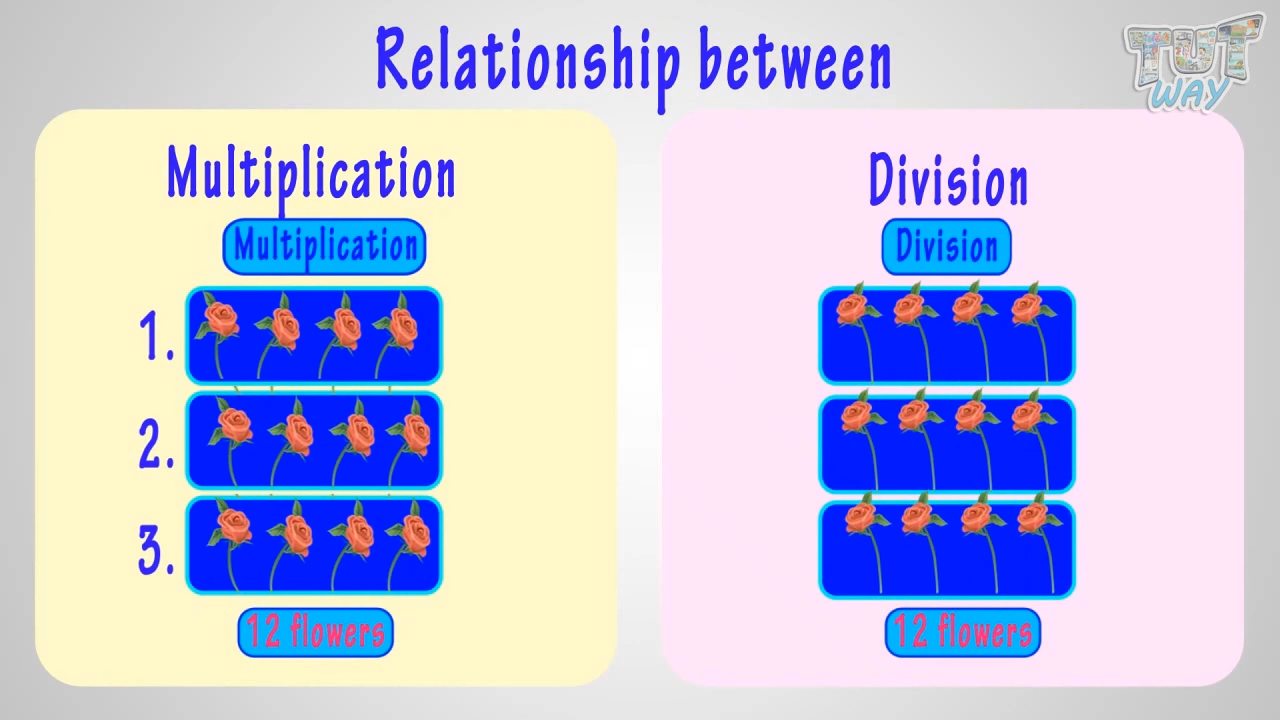 Relationship between
TUT
WAY
Multiplication
Multiplication
1.
2.
3.
12 flowers
Division
Division
12 flowers